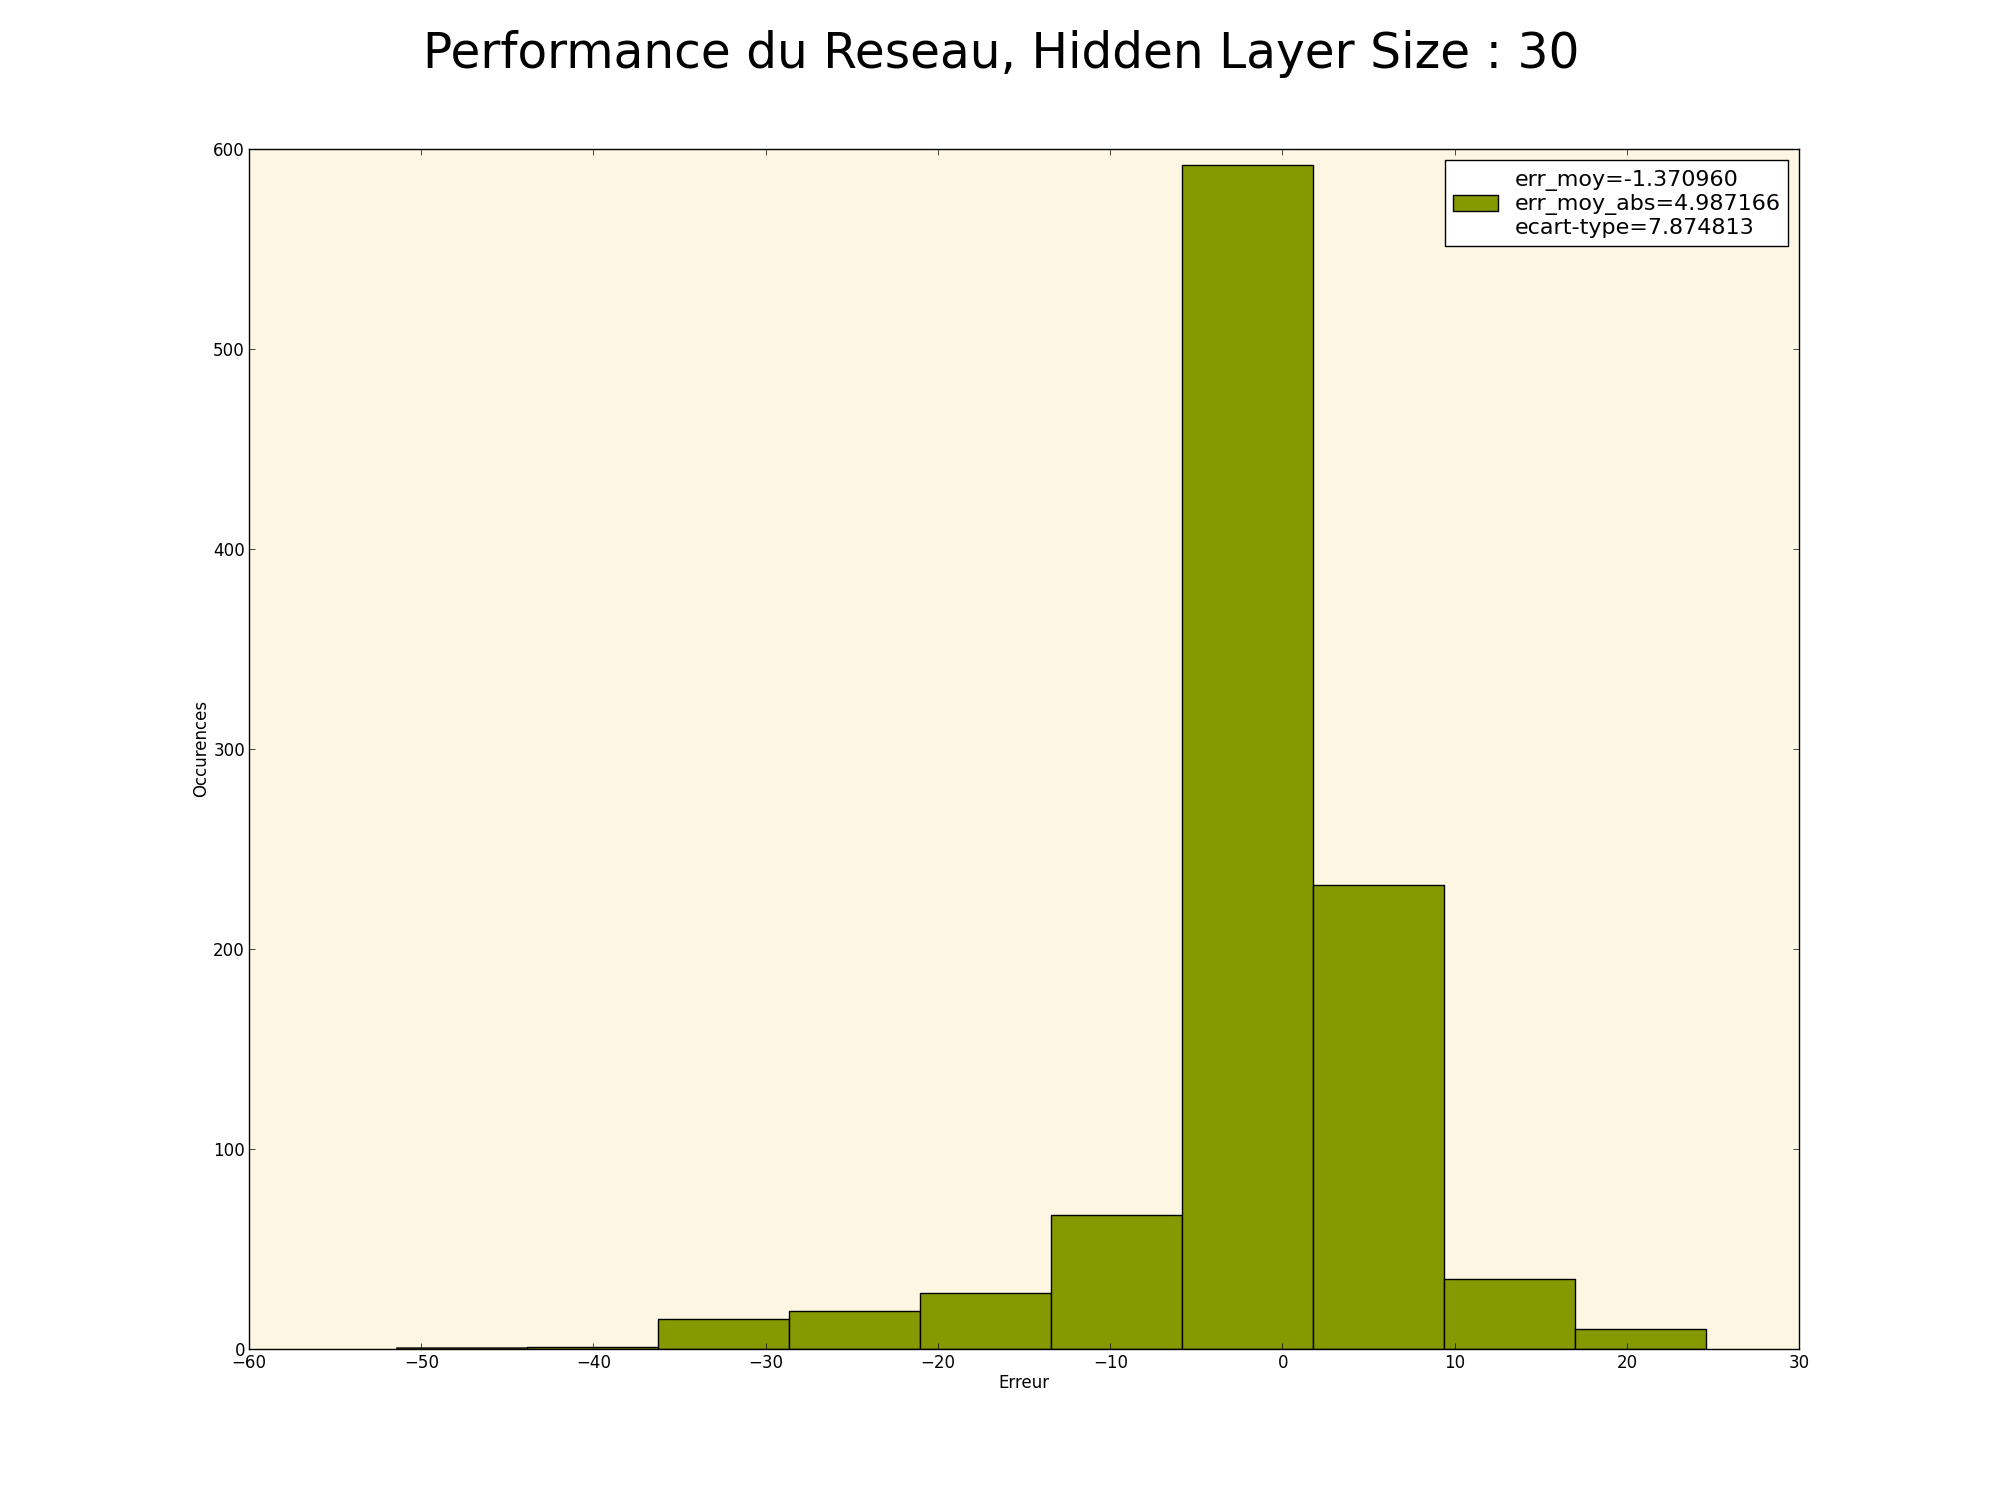 Performance du Reseau, Hidden Layer Size : 30
600
500
400
300
200
100
0
Occurences
err_moy=-1.370960
err_moy_abs=4.987166
ecart-type=7.874813
−60 −50 −40 −30 −20 −10 0 10 20 30
Erreur